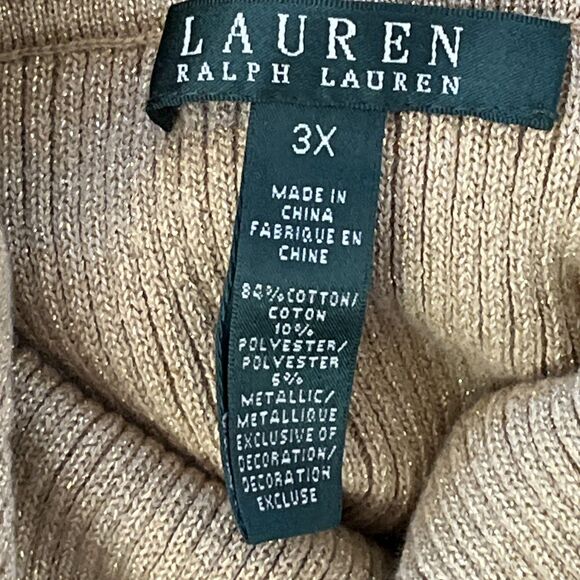 LAUREN
RALPH LAUREN
3X
MADE IN
CHINA
FABRIQUE EN
CHINE
84%COTTON/
COTON
10%
POLYESTER/
POLYESTER
6%
METALLIC/
METALLIQUE
EXCLUSIVE OF
DECORATION/
DECORATION
EXCLUSE